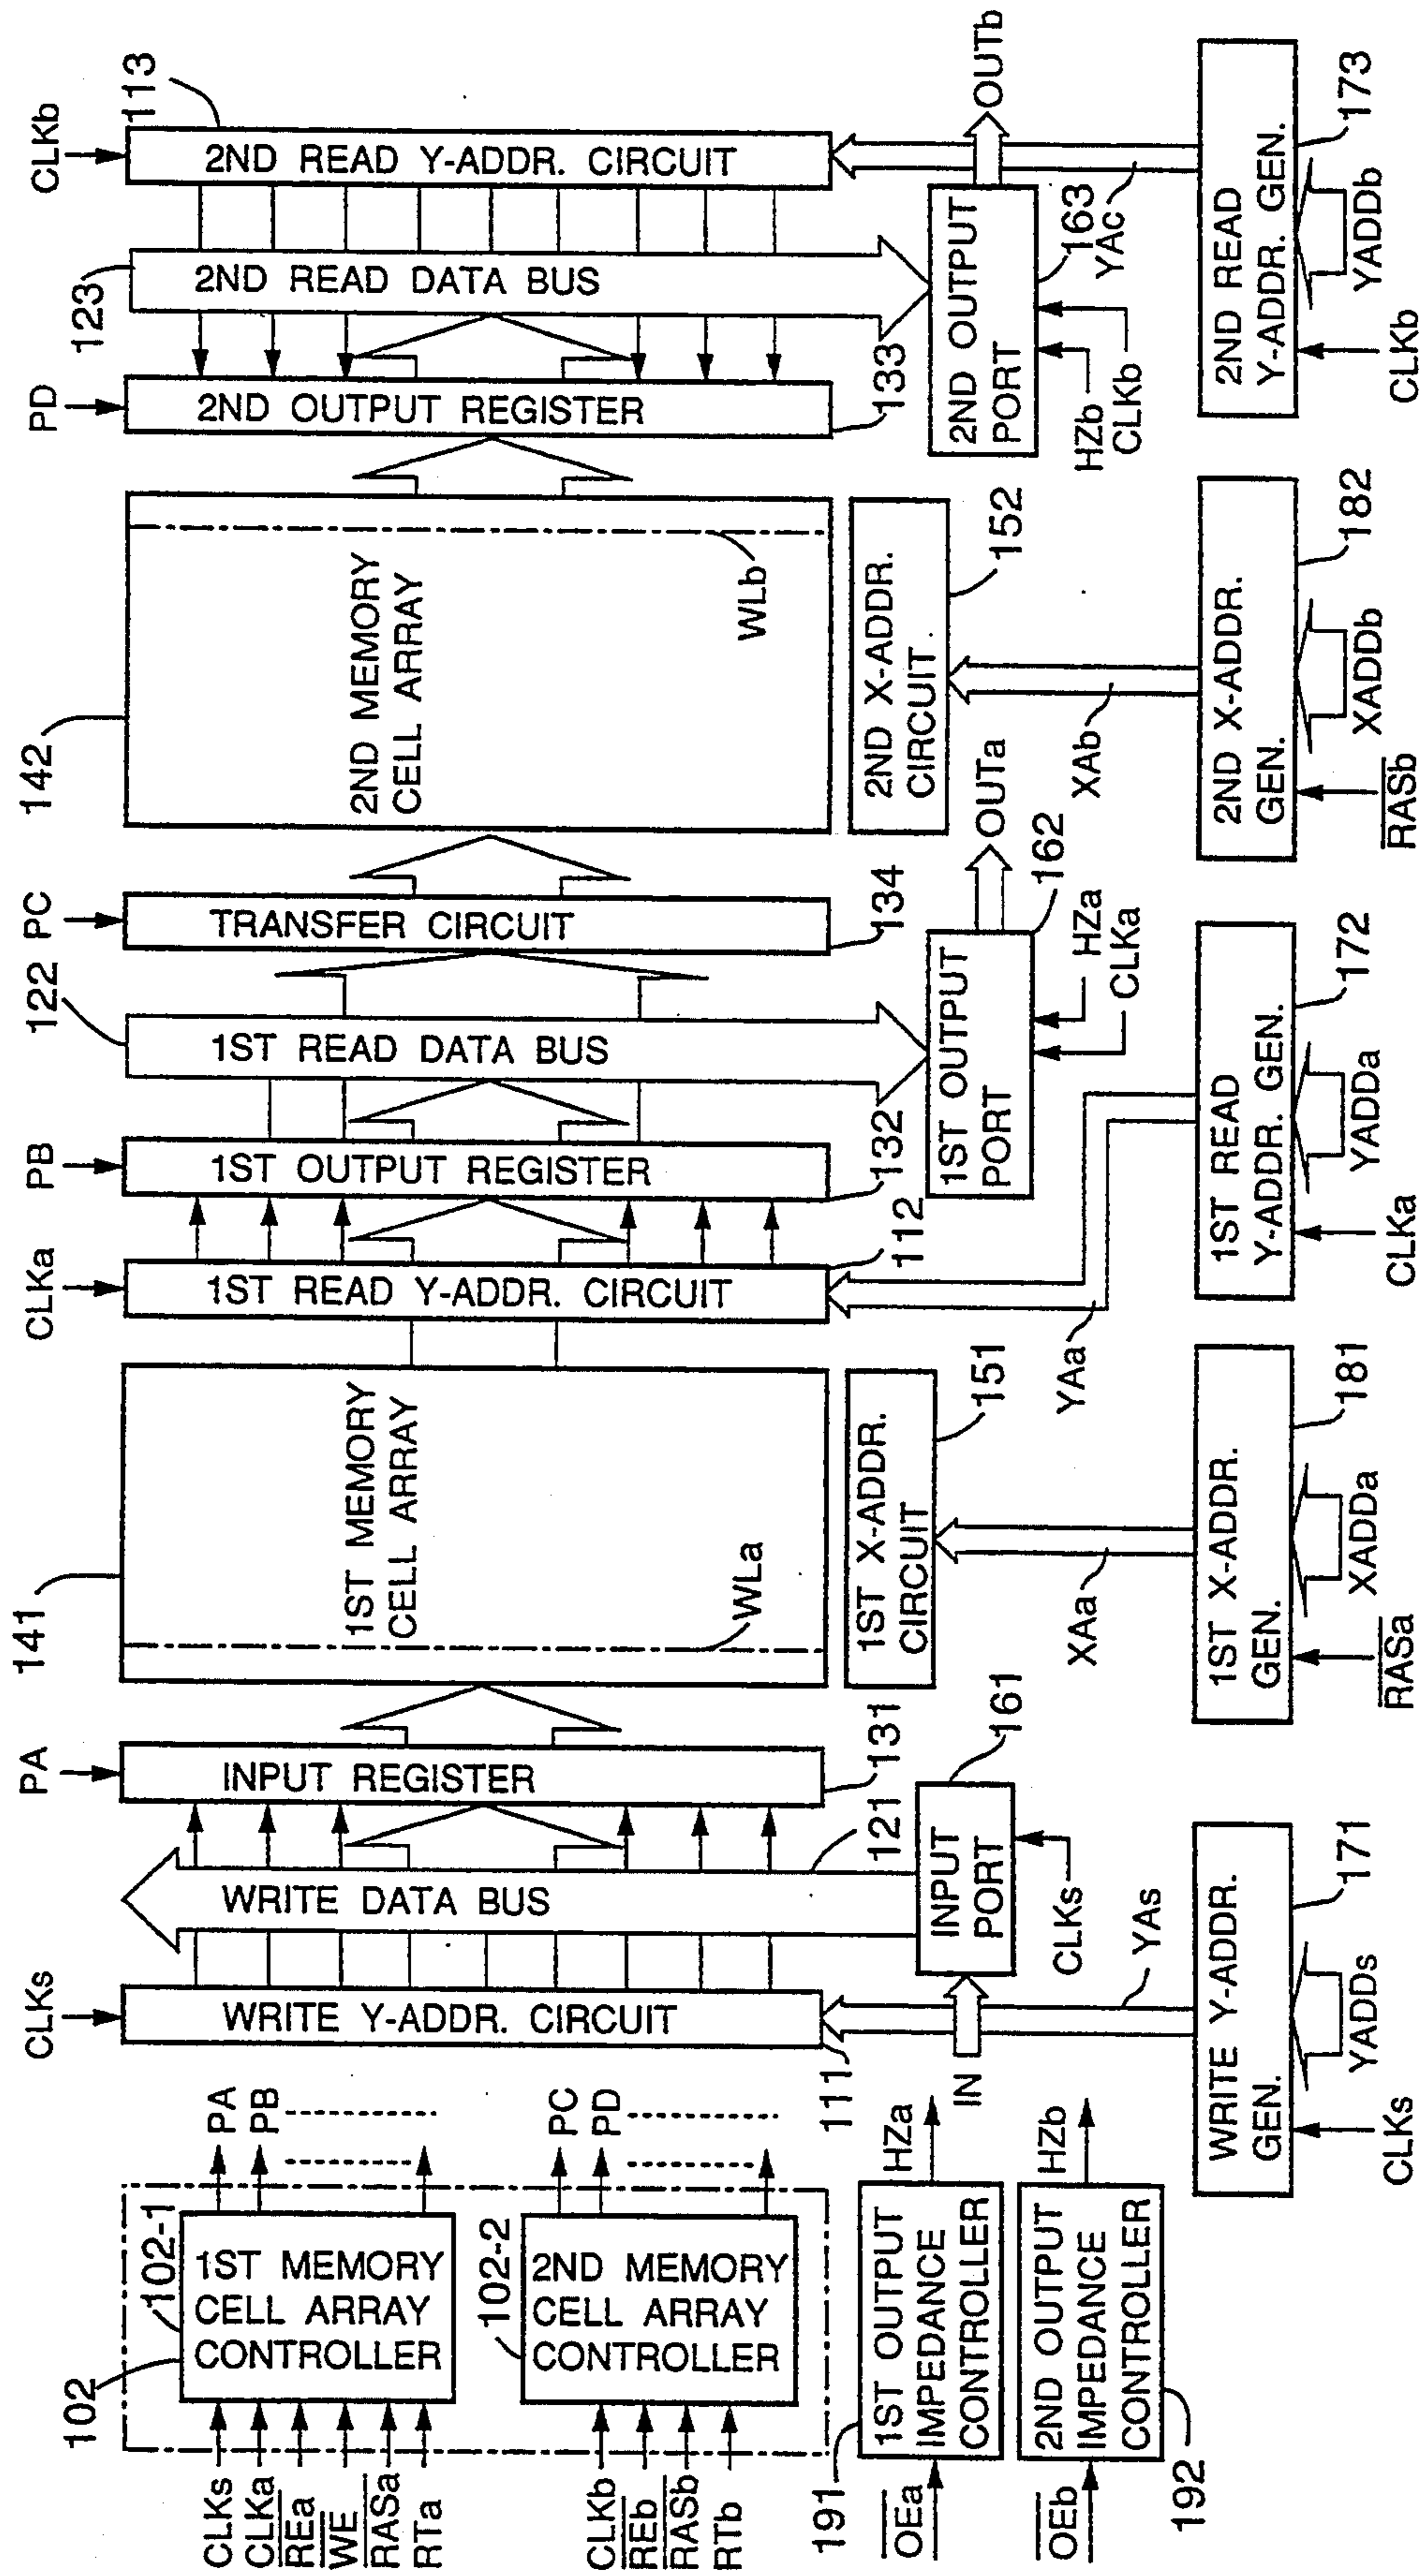 CLKs
CLKa
REa
WE
RASa
RTa
102
102-1
1ST MEMORY
CELL ARRAY
CONTROLLER
PA
PB
CLKb
REb
RASb
RTb
102-2
2ND MEMORY
CELL ARRAY
CONTROLLER
PC
PD
191
OEa
1ST OUTPUT
IMPEDANCE
CONTROLLER
HZa
OEb
2ND OUTPUT
IMPEDANCE
CONTROLLER
192
HZb
CLKs
WRITE Y-ADDR. CIRCUIT
111
WRITE DATA BUS
121
PA
INPUT REGISTER
131
IN
INPUT
PORT
161
CLKs
YAs
WRITE Y-ADDR.
GEN.
171
CLKs
YADDs
141
1ST MEMORY
CELL ARRAY
WLa
1ST X-ADDR.
CIRCUIT
151
XAa
1ST X-ADDR.
GEN.
181
RASa
XADDa
CLKa
1ST READ Y-ADDR. CIRCUIT
112
PB
1ST OUTPUT REGISTER
132
122
1ST READ DATA BUS
PC
TRANSFER CIRCUIT
134
1ST OUTPUT
PORT
162
OUTa
HZa
CLKa
YAa
1ST READ
Y-ADDR. GEN.
172
CLKa
YADDa
142
2ND MEMORY
CELL ARRAY
WLb
2ND X-ADDR.
CIRCUIT
152
XAb
2ND X-ADDR.
GEN.
182
RASb
XADDb
PD
2ND OUTPUT REGISTER
133
123
2ND READ DATA BUS
CLKb
113
2ND READ Y-ADDR. CIRCUIT
2ND OUTPUT
PORT
163
OUTb
HZb
CLKb
YAc
2ND READ
Y-ADDR. GEN.
173
CLKb
YADDb